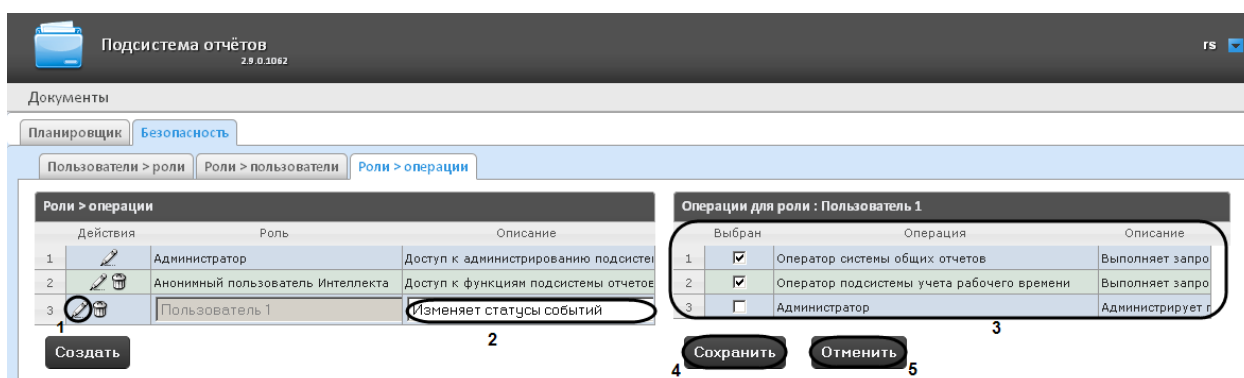 Подсистема отчётов
2.9.0.1062
rs
Документы
Планировщик Безопасность
Пользователи > роли Роли > пользователи Роли > операции
Роли > операции
Действия Роль Описание
1 Администратор Доступ к администрированию подсистем
2 Анонимный пользователь Интеллекта Доступ к функциям подсистемы отчетов
3 Пользователь 1 Изменяет статусы событий
1
2
Создать
Операции для роли : Пользователь 1
Выбран Операция Описание
1 Оператор системы общих отчетов Выполняет запро
2 Оператор подсистемы учета рабочего времени Выполняет запро
3 Администратор Администрирует п
3
Сохранить Отменить
4 5